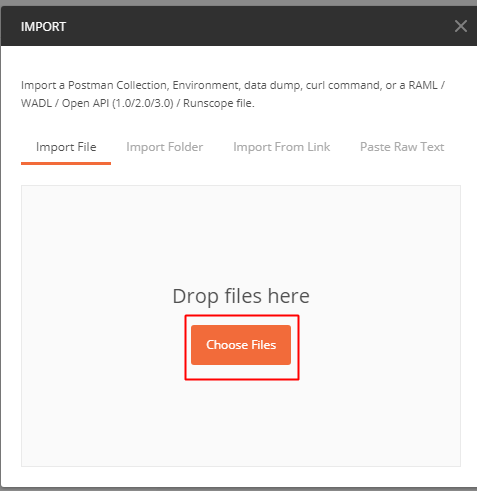 IMPORT
Import a Postman Collection, Environment, data dump, curl command, or a RAML /
WADL / Open API (1.0/2.0/3.0) / Runscope file.
Import File Import Folder Import From Link Paste Raw Text
Drop files here
Choose Files